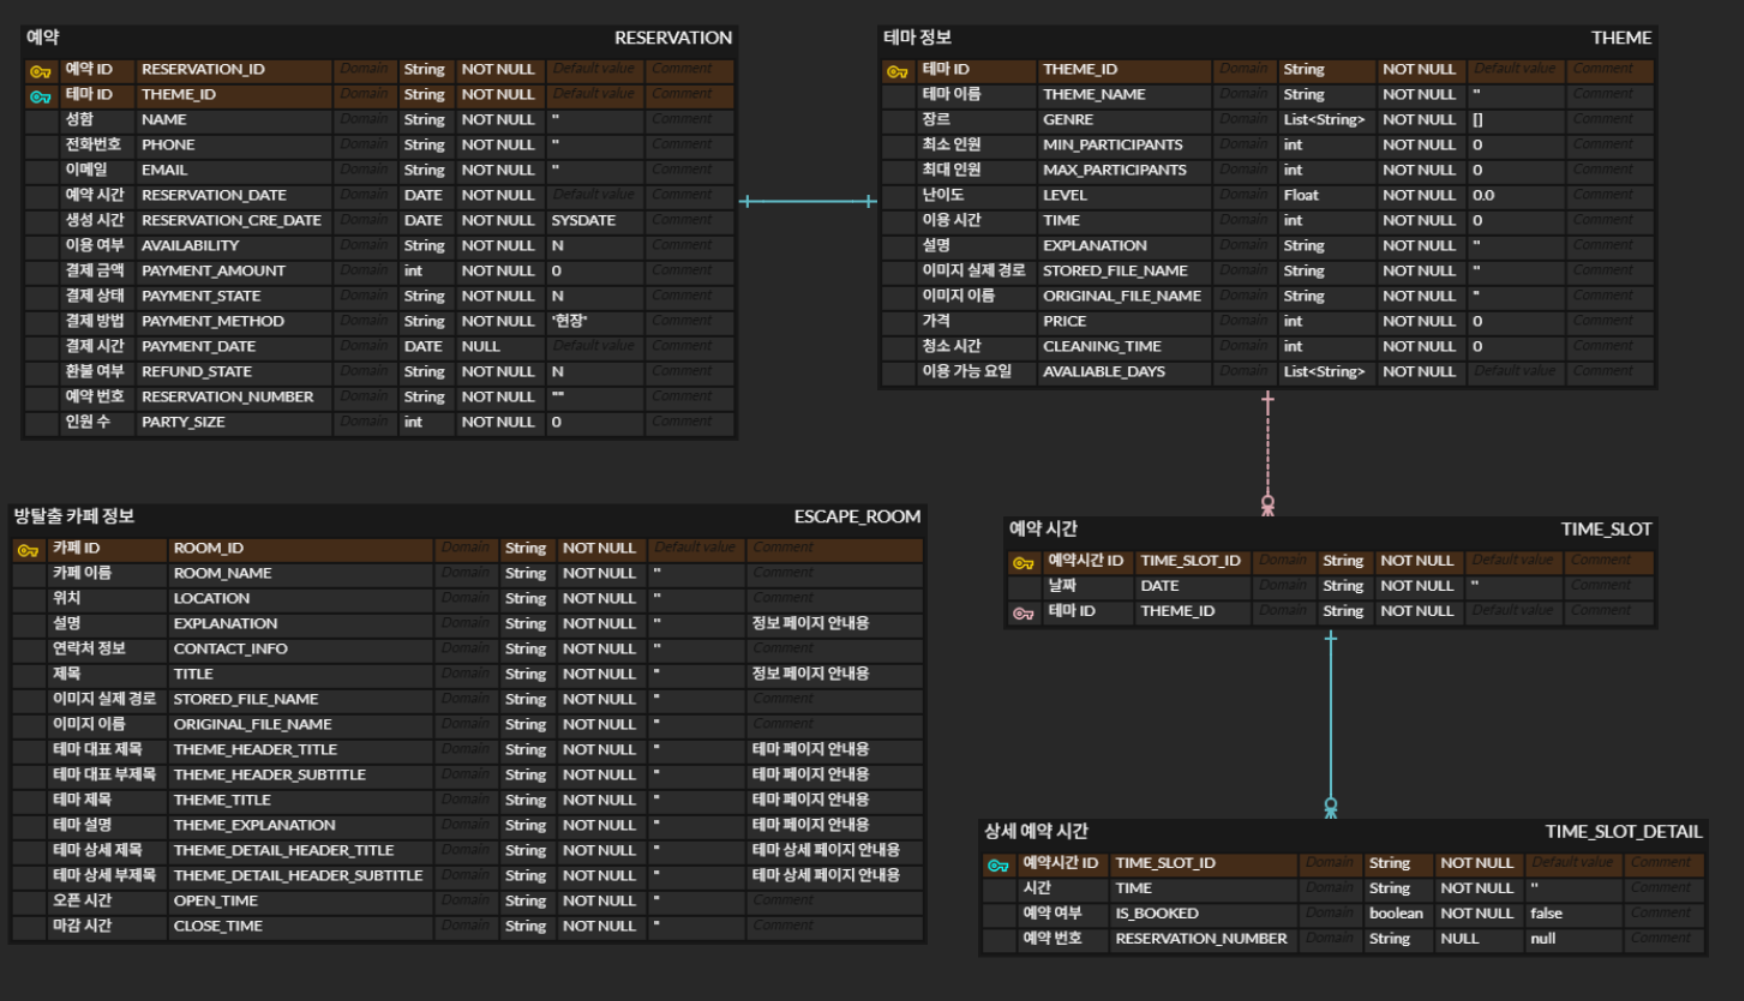 예약 RESERVATION
예약 ID RESERVATION_ID Domain String NOT NULL Default value Comment
테마 ID THEME_ID Domain String NOT NULL Default value Comment
성함 NAME Domain String NOT NULL '' Comment
전화번호 PHONE Domain String NOT NULL '' Comment
이메일 EMAIL Domain String NOT NULL '' Comment
예약 시간 RESERVATION_DATE Domain DATE NOT NULL Default value Comment
생성 시간 RESERVATION_CRE_DATE Domain DATE NOT NULL SYSDATE Comment
이용 여부 AVAILABILITY Domain String NOT NULL N Comment
결제 금액 PAYMENT_AMOUNT Domain int NOT NULL 0 Comment
결제 상태 PAYMENT_STATE Domain String NOT NULL N Comment
결제 방법 PAYMENT_METHOD Domain String NOT NULL '현장' Comment
결제 시간 PAYMENT_DATE Domain DATE NULL Default value Comment
환불 여부 REFUND_STATE Domain String NOT NULL N Comment
예약 번호 RESERVATION_NUMBER Domain String NOT NULL "" Comment
인원 수 PARTY_SIZE Domain int NOT NULL 0 Comment
테마 정보 THEME
테마 ID THEME_ID Domain String NOT NULL Default value Comment
테마 이름 THEME_NAME Domain String NOT NULL '' Comment
장르 GENRE Domain List<String> NOT NULL [] Comment
최소 인원 MIN_PARTICIPANTS Domain int NOT NULL 0 Comment
최대 인원 MAX_PARTICIPANTS Domain int NOT NULL 0 Comment
난이도 LEVEL Domain Float NOT NULL 0.0 Comment
이용 시간 TIME Domain int NOT NULL 0 Comment
설명 EXPLANATION Domain String NOT NULL '' Comment
이미지 실제 경로 STORED_FILE_NAME Domain String NOT NULL '' Comment
이미지 이름 ORIGINAL_FILE_NAME Domain String NOT NULL '' Comment
가격 PRICE Domain int NOT NULL 0 Comment
청소 시간 CLEANING_TIME Domain int NOT NULL 0 Comment
이용 가능 요일 AVALIABLE_DAYS Domain List<String> NOT NULL Default value Comment
방탈출 카페 정보 ESCAPE_ROOM
카페 ID ROOM_ID Domain String NOT NULL Default value Comment
카페 이름 ROOM_NAME Domain String NOT NULL '' Comment
위치 LOCATION Domain String NOT NULL '' Comment
설명 EXPLANATION Domain String NOT NULL '' 정보 페이지 안내용
연락처 정보 CONTACT_INFO Domain String NOT NULL '' Comment
제목 TITLE Domain String NOT NULL '' 정보 페이지 안내용
이미지 실제 경로 STORED_FILE_NAME Domain String NOT NULL '' Comment
이미지 이름 ORIGINAL_FILE_NAME Domain String NOT NULL '' Comment
테마 대표 제목 THEME_HEADER_TITLE Domain String NOT NULL '' 테마 페이지 안내용
테마 대표 부제목 THEME_HEADER_SUBTITLE Domain String NOT NULL '' 테마 페이지 안내용
테마 제목 THEME_TITLE Domain String NOT NULL '' 테마 페이지 안내용
테마 설명 THEME_EXPLANATION Domain String NOT NULL '' 테마 페이지 안내용
테마 상세 제목 THEME_DETAIL_HEADER_TITLE Domain String NOT NULL '' 테마 상세 페이지 안내용
테마 상세 부제목 THEME_DETAIL_HEADER_SUBTITLE Domain String NOT NULL '' 테마 상세 페이지 안내용
오픈 시간 OPEN_TIME Domain String NOT NULL '' Comment
마감 시간 CLOSE_TIME Domain String NOT NULL '' Comment
예약 시간 TIME_SLOT
예약시간 ID TIME_SLOT_ID Domain String NOT NULL Default value Comment
날짜 DATE Domain String NOT NULL '' Comment
테마 ID THEME_ID Domain String NOT NULL Default value Comment
상세 예약 시간 TIME_SLOT_DETAIL
예약시간 ID TIME_SLOT_ID Domain String NOT NULL Default value Comment
시간 TIME Domain String NOT NULL '' Comment
예약 여부 IS_BOOKED Domain boolean NOT NULL false Comment
예약 번호 RESERVATION_NUMBER Domain String NULL null Comment